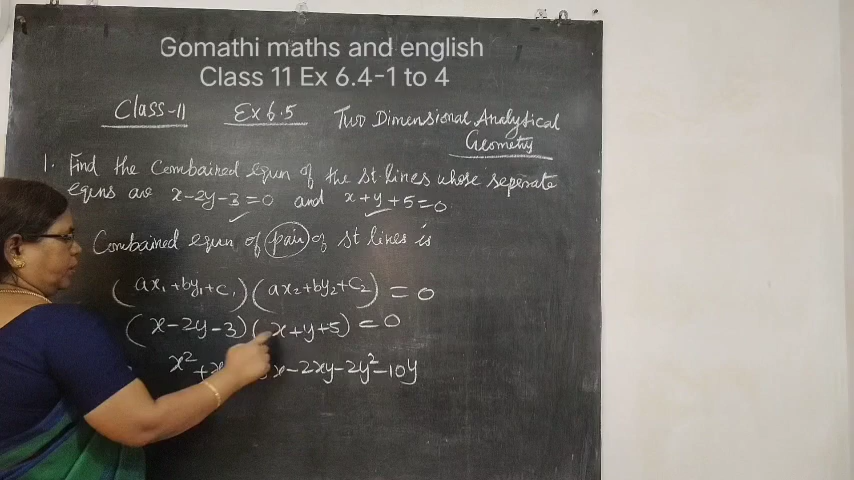 Gomathi maths and english
Class 11 Ex 6.4-1 to 4
Class-11 Ex 6.5 Two Dimensional Analytical
Geometry
1. Find the Combained equn of the st. lines whose seperate
equns are x-2y-3=0 and x+y+5=0.
Combained equn of pair of st lines is
(ax₁+by₁+c₁)(ax₂+by₂+c₂)=0
(x-2y-3)(x+y+5)=0
x²+ x-2xy-2y²-10y